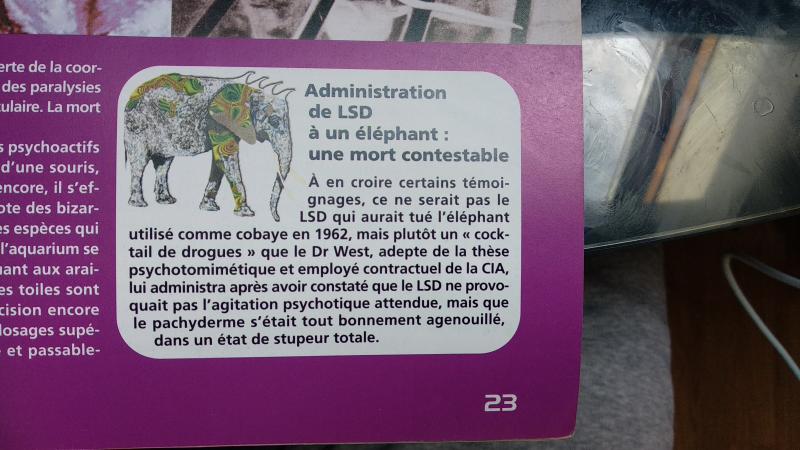 erte de la coor-
des paralysies
ulaire. La mort
s psychoactifs
d'une souris,
encore, il s'ef-
ote des bizar-
es espèces qui
l'aquarium se
uant aux arai-
es toiles sont
cision encore
dosages supé-
et passable-
Administration
de LSD
à un éléphant :
une mort contestable
À en croire certains témoi-
gnages, ce ne serait pas le
LSD qui aurait tué l'éléphant
utilisé comme cobaye en 1962, mais plutôt un « cock-
tail de drogues » que le Dr West, adepte de la thèse
psychotomimétique et employé contractuel de la CIA,
lui administra après avoir constaté que le LSD ne provo-
quait pas l'agitation psychotique attendue, mais que
le pachyderme s'était tout bonnement agenouillé,
dans un état de stupeur totale.
23